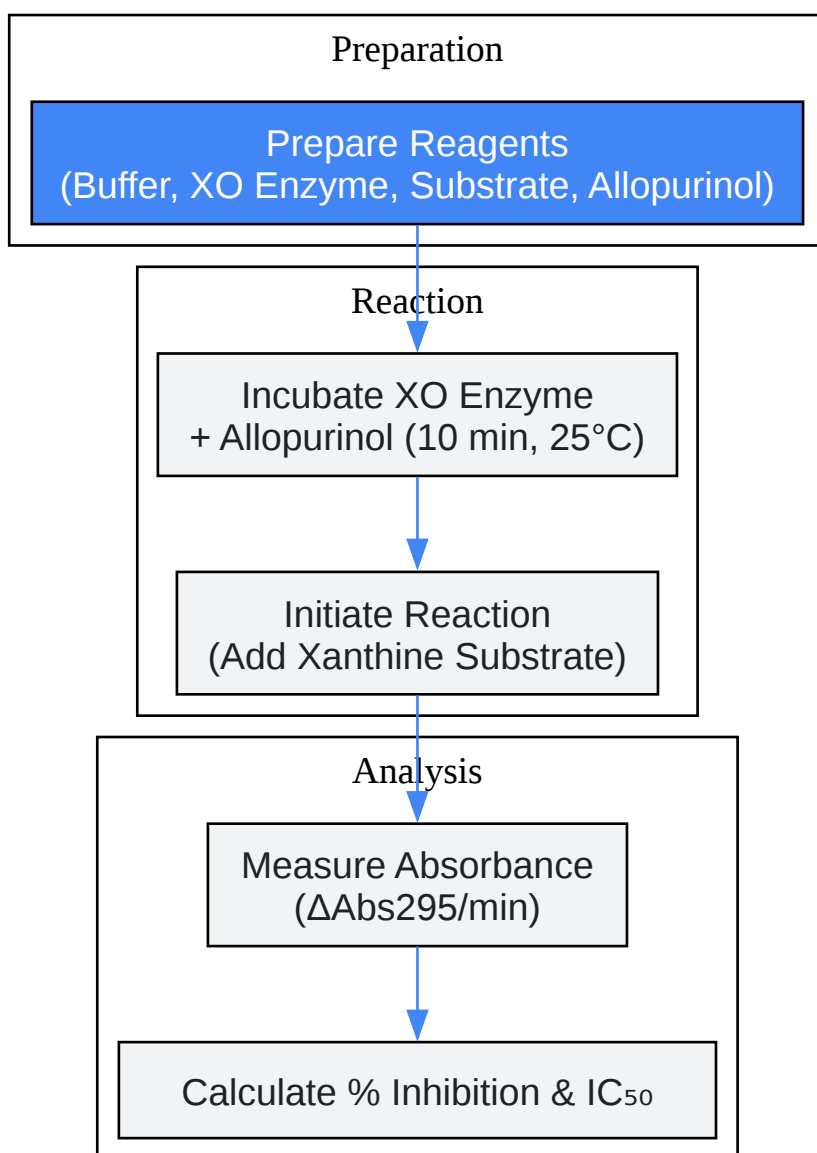 Preparation
Prepare Reagents
(Buffer, XO Enzyme, Substrate, Allopurinol)
Reaction
Incubate XO Enzyme
+ Allopurinol (10 min, 25°C)
Initiate Reaction
(Add Xanthine Substrate)
Analysis
Measure Absorbance
(ΔAbs295/min)
Calculate % Inhibition & IC₅₀